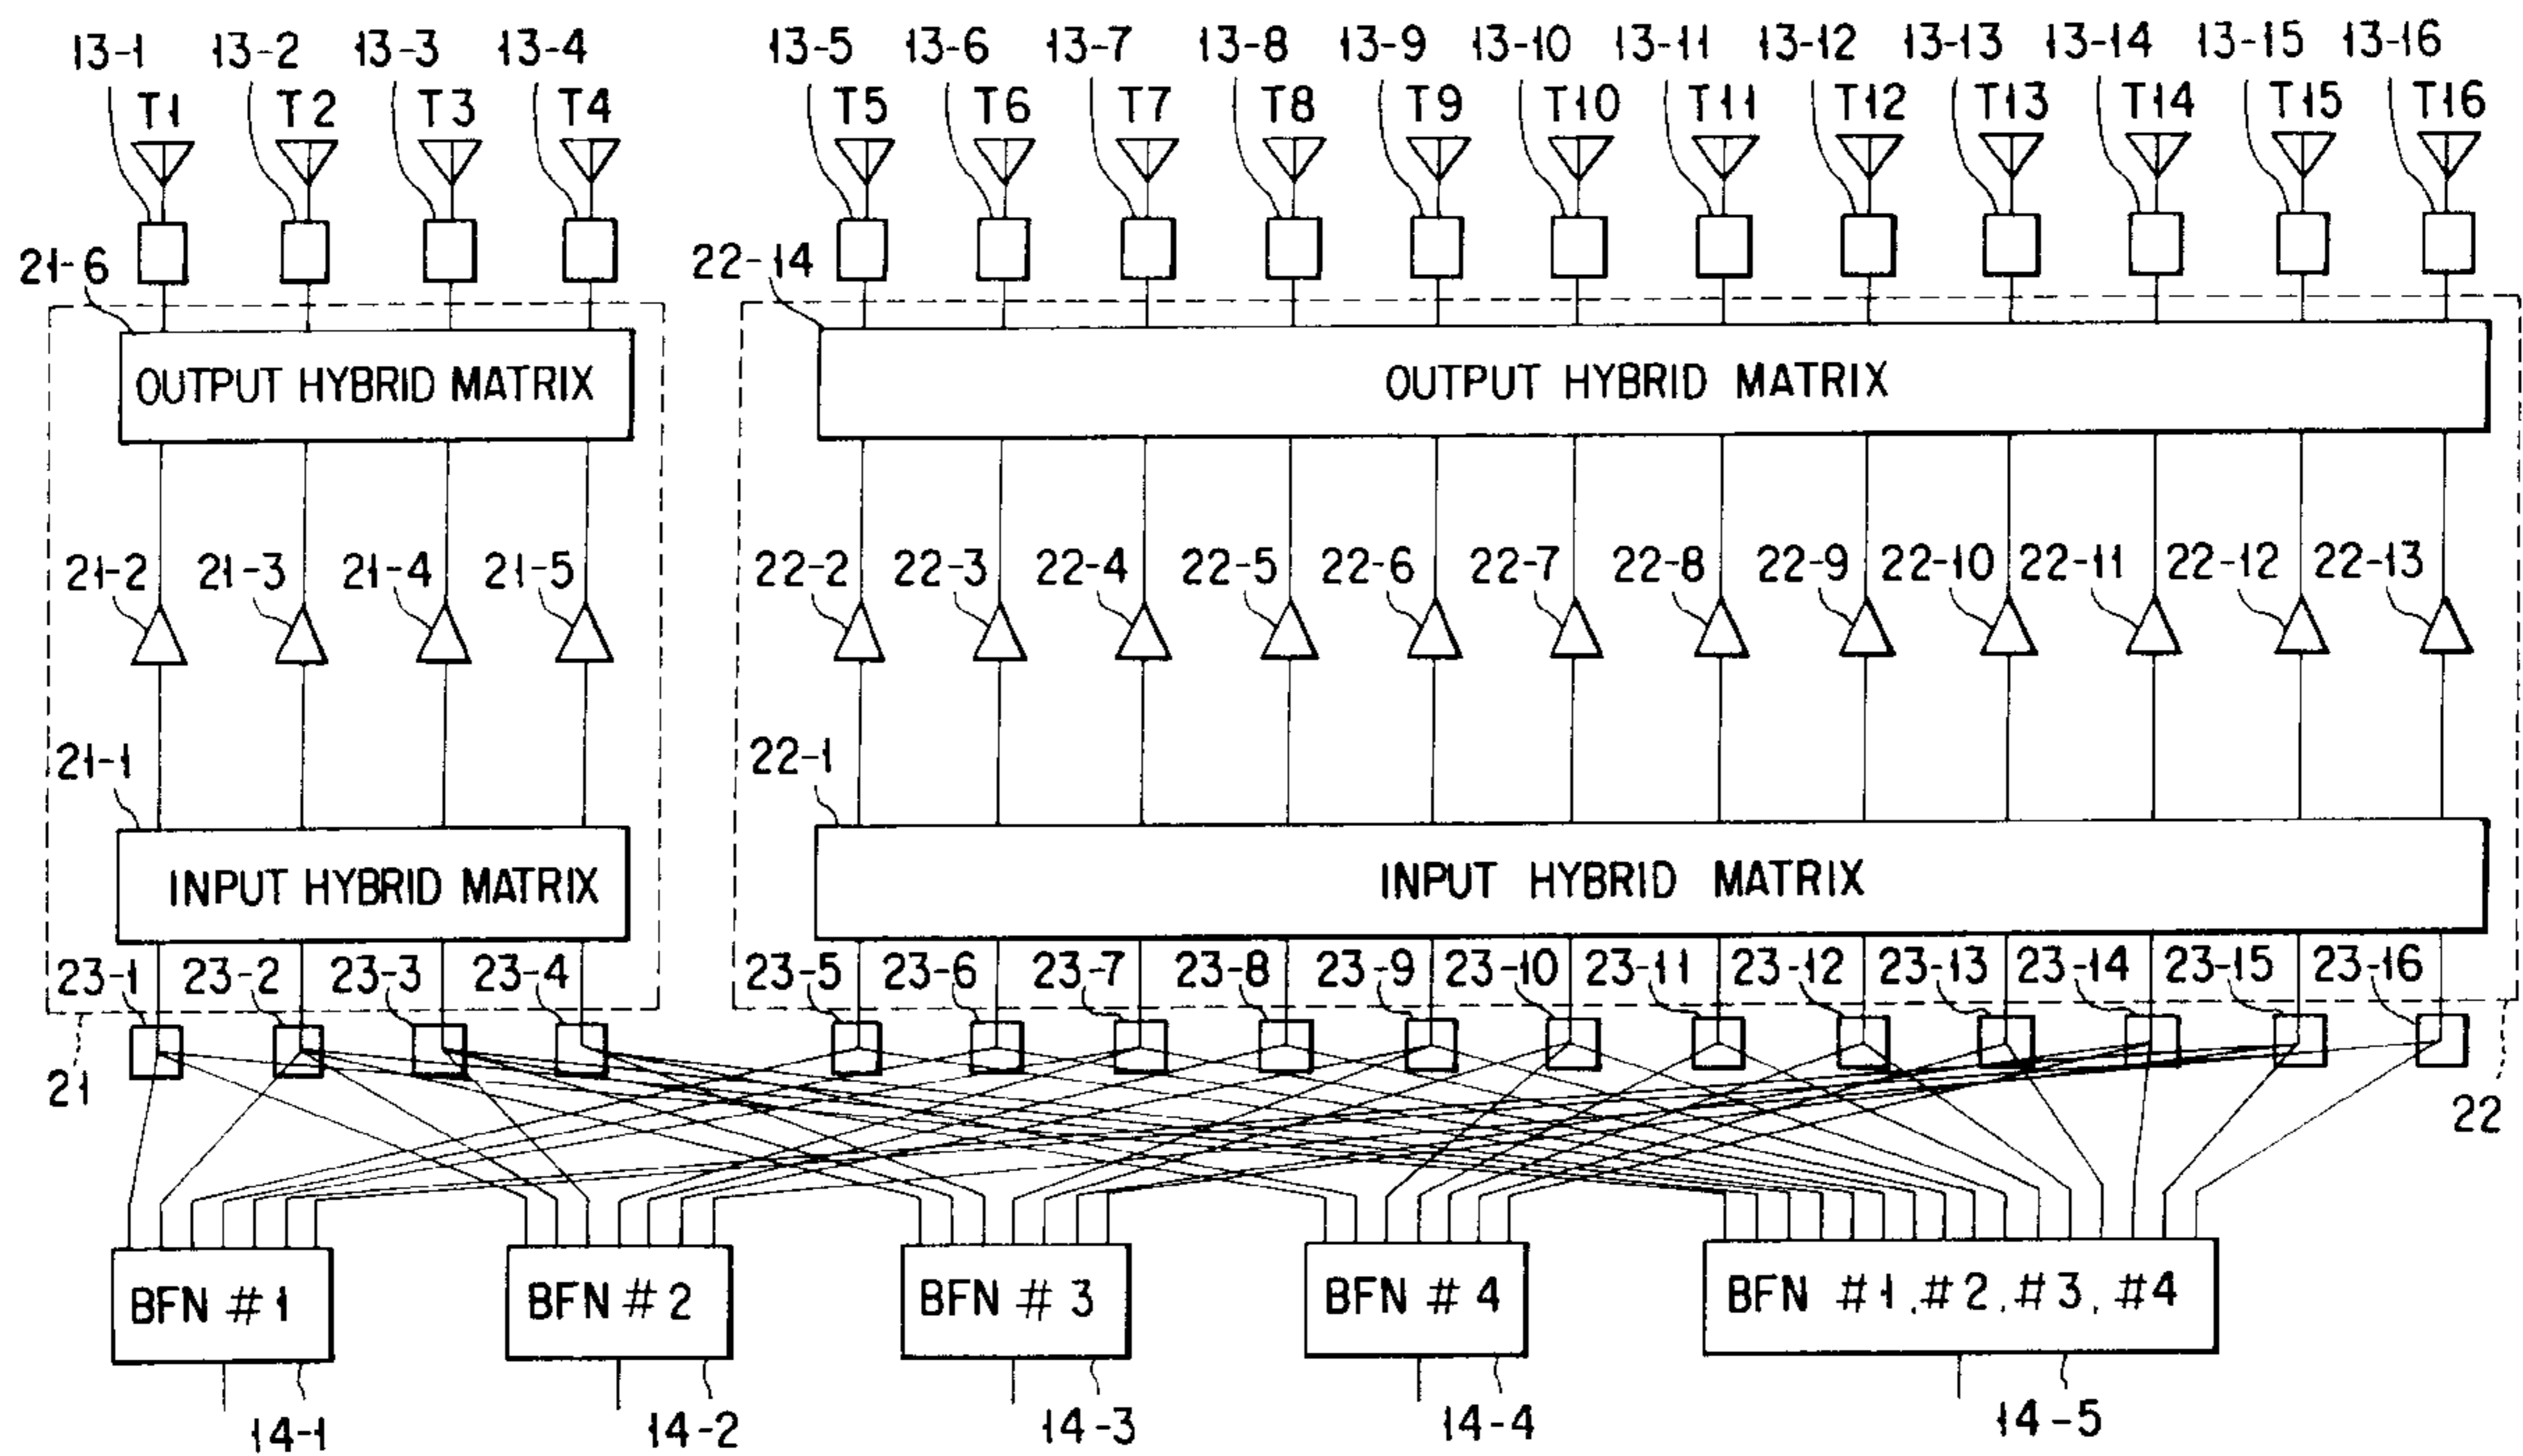 13-1 13-2 13-3 13-4 13-5 13-6 13-7 13-8 13-9 13-10 13-11 13-12 13-13 13-14 13-15 13-16
T1 T2 T3 T4 T5 T6 T7 T8 T9 T10 T11 T12 T13 T14 T15 T16
21-6 22-14
OUTPUT HYBRID MATRIX OUTPUT HYBRID MATRIX
21-2 21-3 21-4 21-5 22-2 22-3 22-4 22-5 22-6 22-7 22-8 22-9 22-10 22-11 22-12 22-13
21-1 22-1
INPUT HYBRID MATRIX INPUT HYBRID MATRIX
23-1 23-2 23-3 23-4 23-5 23-6 23-7 23-8 23-9 23-10 23-11 23-12 23-13 23-14 23-15 23-16
21 22
BFN #1 BFN #2 BFN #3 BFN #4 BFN #1, #2, #3, #4
14-1 14-2 14-3 14-4 14-5